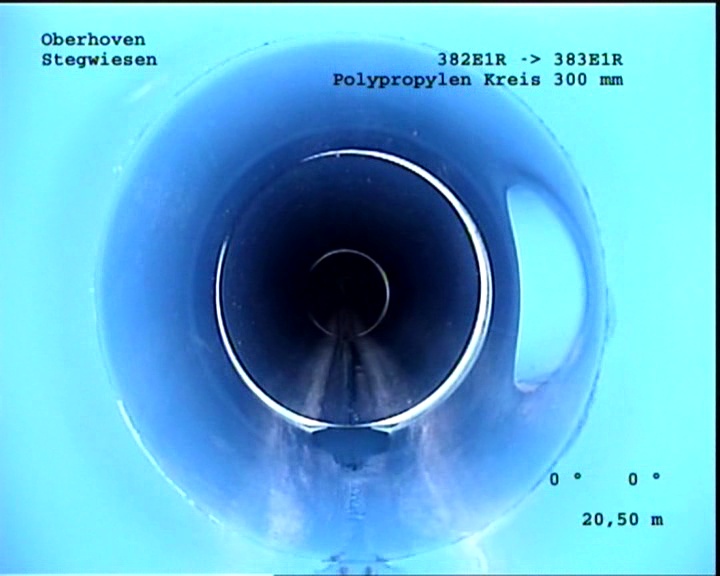 Oberhoven
Stegwiesen
382E1R -> 383E1R
Polypropylen Kreis 300 mm
0 ° 0 °
20,50 m